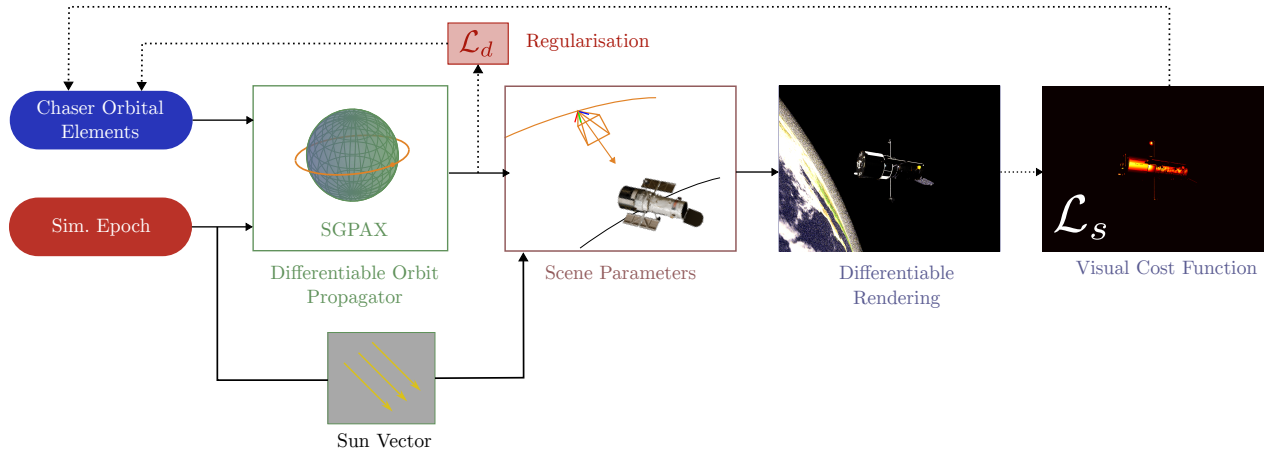 ℒd
Regularisation
Chaser Orbital
Elements
Sim. Epoch
SGPAX
Differentiable Orbit
Propagator
Scene Parameters
Differentiable
Rendering
ℒs
Visual Cost Function
Sun Vector